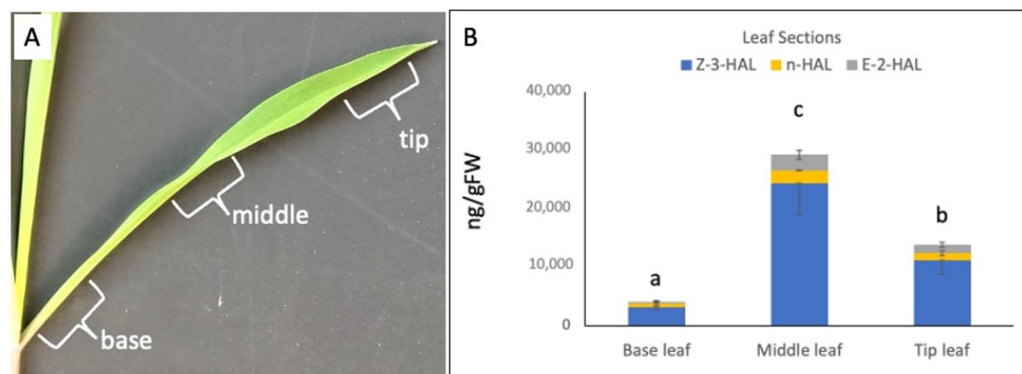 A
tip
middle
base
B
Leaf Sections
Z-3-HAL n-HAL E-2-HAL
ng/gFW
40,000
30,000
20,000
10,000
0
a
c
b
Base leaf Middle leaf Tip leaf